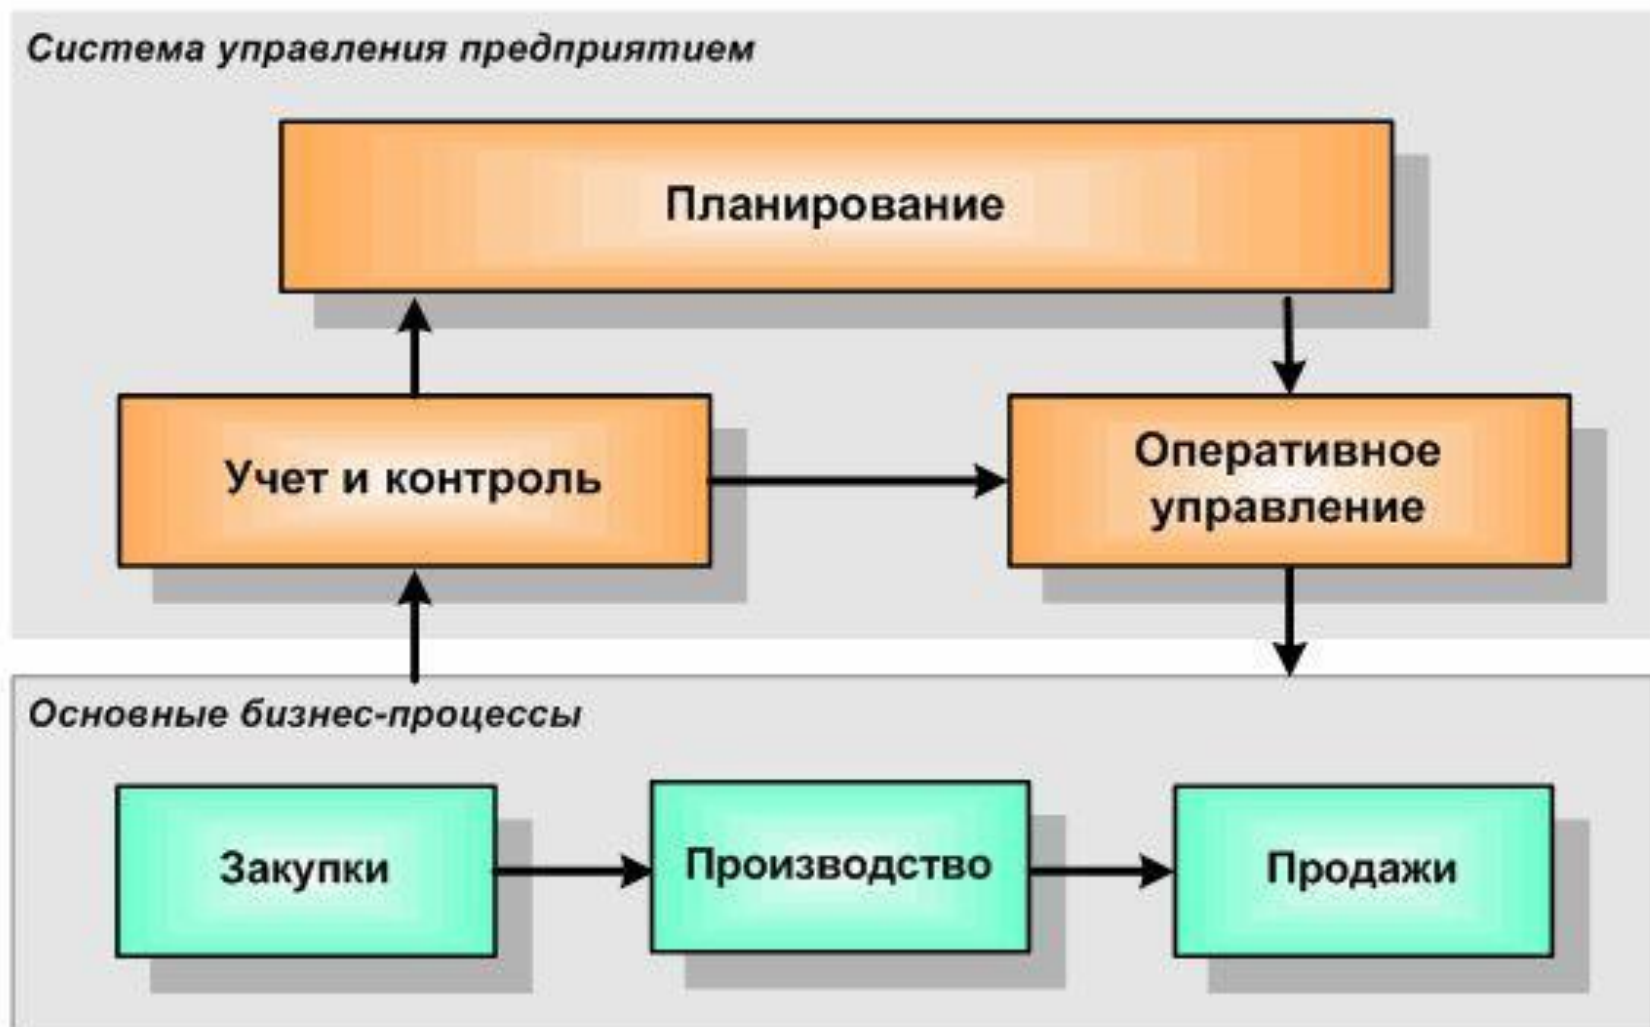 Система управления предприятием
Планирование
Учет и контроль
Оперативное
управление
Основные бизнес-процессы
Закупки
Производство
Продажи